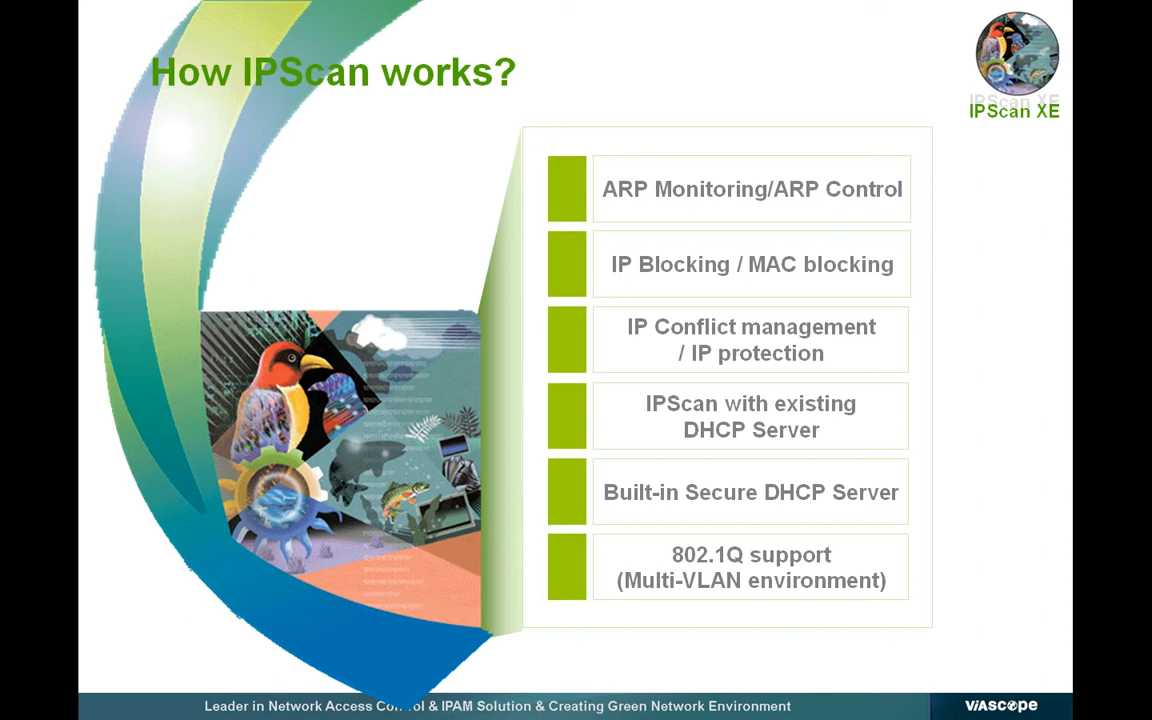 How IPScan works?
IPScan XE
ARP Monitoring/ARP Control
IP Blocking / MAC blocking
IP Conflict management
/ IP protection
IPScan with existing
DHCP Server
Built-in Secure DHCP Server
802.1Q support
(Multi-VLAN environment)
Leader in Network Access Control & IPAM Solution & Creating Green Network Environment
ViAScope